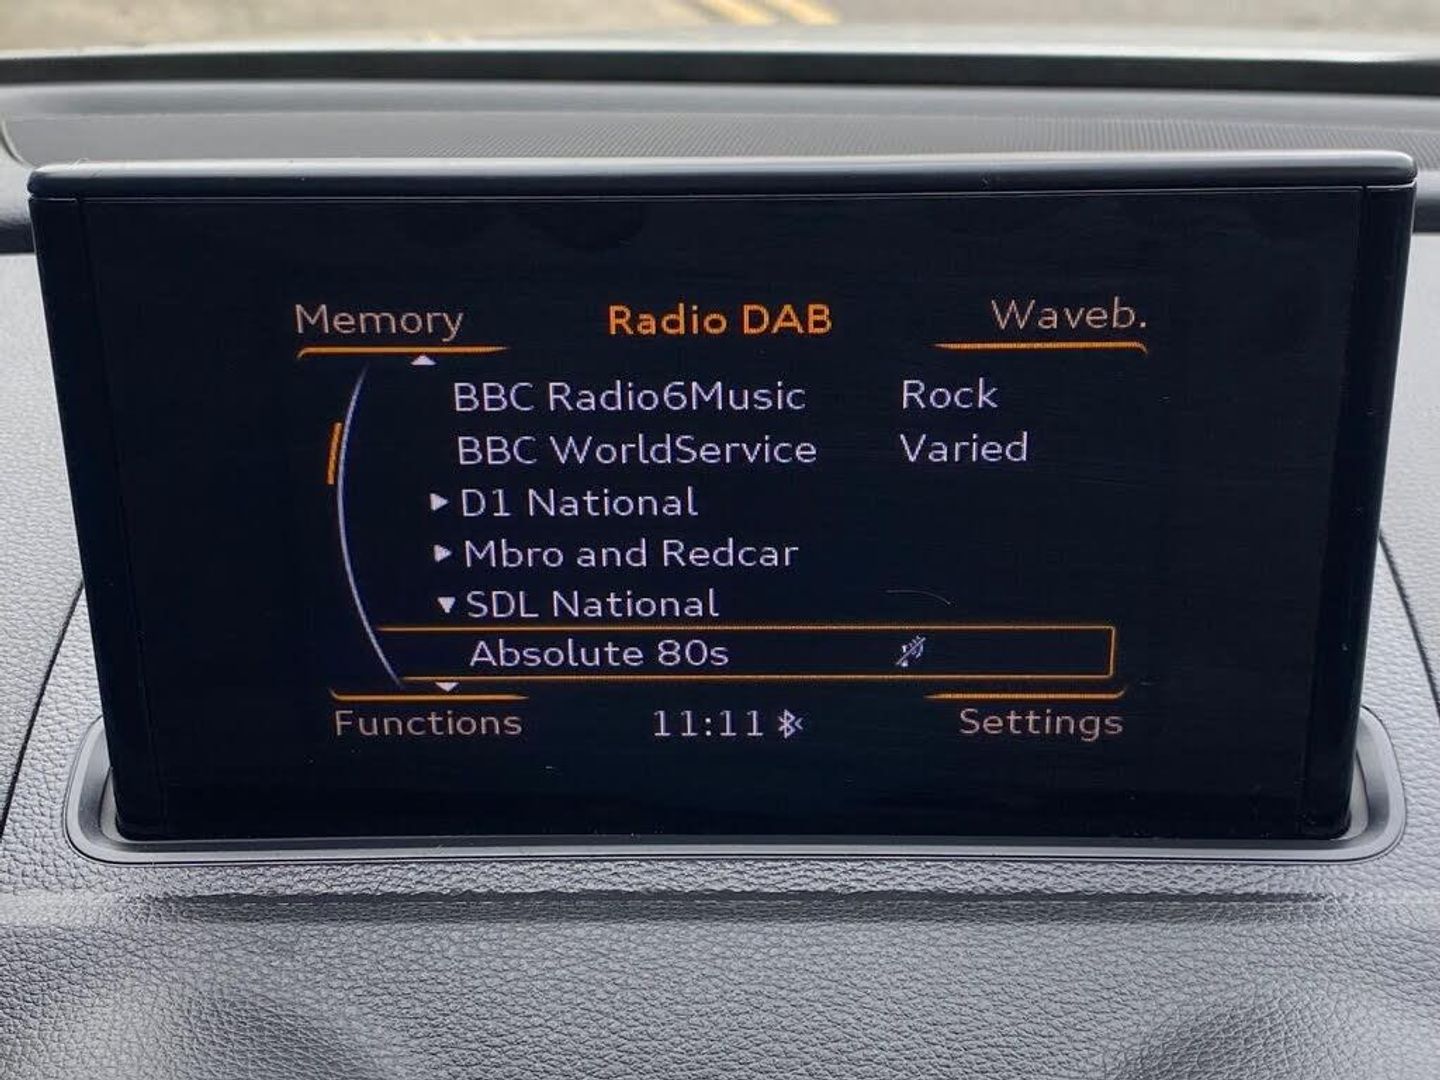 Memory Radio DAB Waveb.
BBC Radio6Music Rock
BBC WorldService Varied
D1 National
Mbro and Redcar
SDL National
Absolute 80s
Functions 11:11 Settings